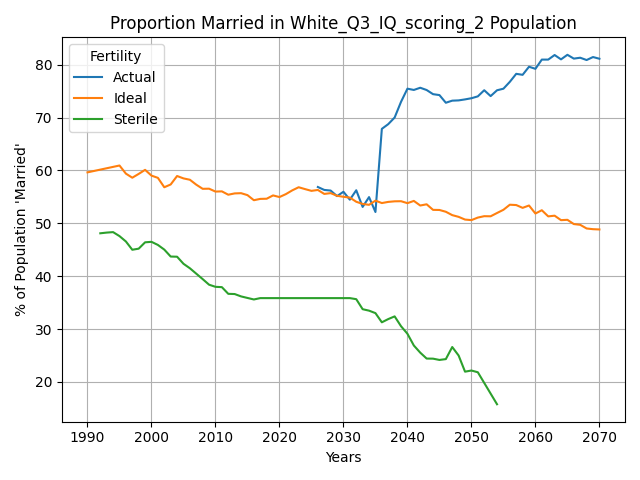 Proportion Married in White_Q3_IQ_scoring_2 Population
Fertility
Actual
Ideal
Sterile
% of Population 'Married'
80
70
60
50
40
30
20
1990 2000 2010 2020 2030 2040 2050 2060 2070
Years